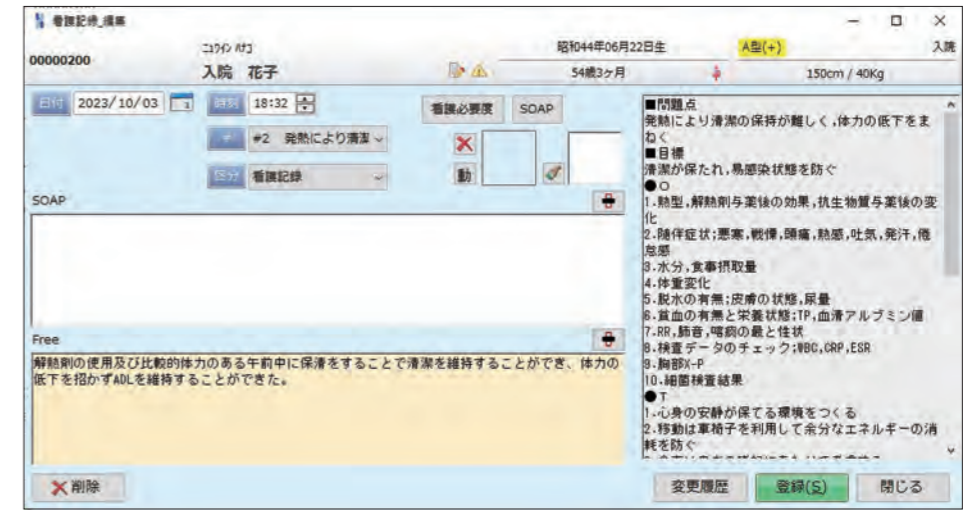 看護記録_編集
00000200
ニュウイン ハナコ
入院 花子
昭和44年06月22日生
A型(+)
入院
54歳3ヶ月
150cm / 40Kg
日付 2023/10/03
時刻 18:32
看護必要度
SOAP
#
#2 発熱により清潔
区分 看護記録
動
SOAP
Free
解熱剤の使用及び比較的体力のある午前中に保清をすることで清潔を維持することができ、体力の
低下を招かずADLを維持することができた。
■問題点
発熱により清潔の保持が難しく,体力の低下をま
ねく
■目標
清潔が保たれ,易感染状態を防ぐ
●O
1.熱型,解熱剤与薬後の効果,抗生物質与薬後の変
化
2.随伴症状;悪寒,戦慄,頭痛,熱感,吐気,発汗,倦
怠感
3.水分,食事摂取量
4.体重変化
5.脱水の有無;皮膚の状態,尿量
6.貧血の有無と栄養状態;TP,血清アルブミン値
7.RR,肺音,喀痰の量と性状
8.検査データのチェック;WBC,CRP,ESR
9.胸部X-P
10.細菌検査結果
●T
1.心身の安静が保てる環境をつくる
2.移動は車椅子を利用して余分なエネルギーの消
耗を防ぐ
削除
変更履歴
登録(S)
閉じる